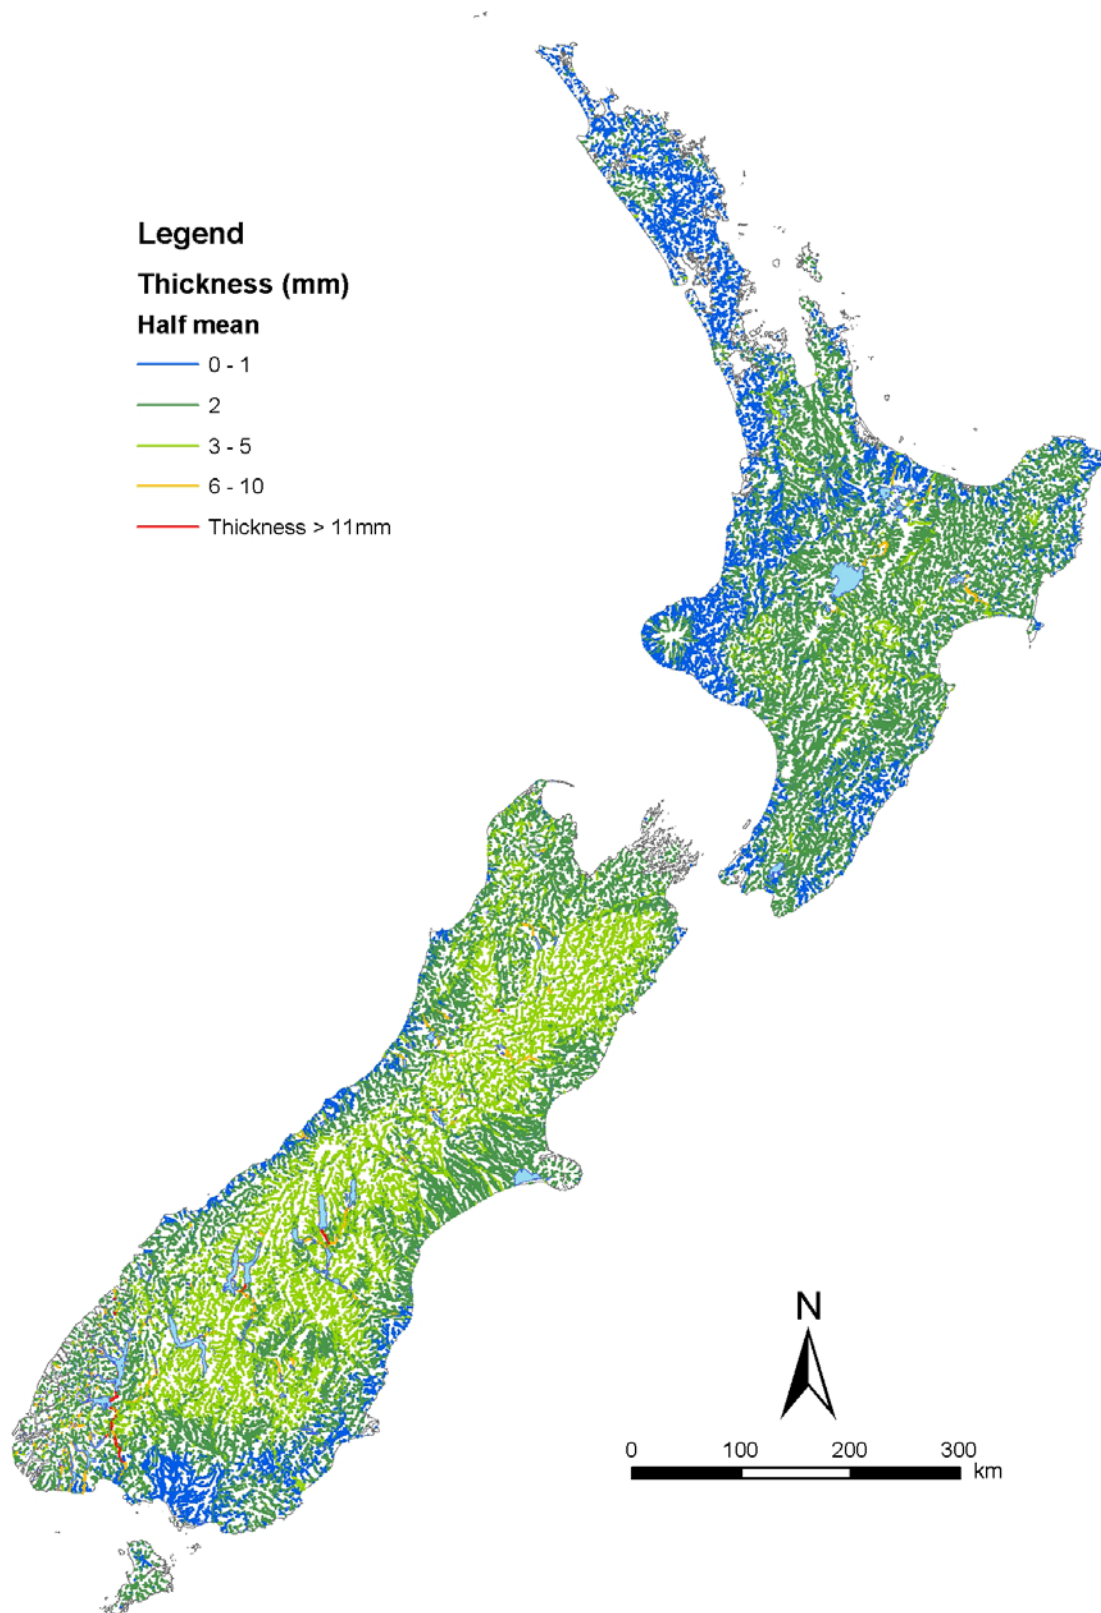 Legend
Thickness (mm)
Half mean
0 - 1
2
3 - 5
6 - 10
Thickness > 11mm
N
0 100 200 300
km